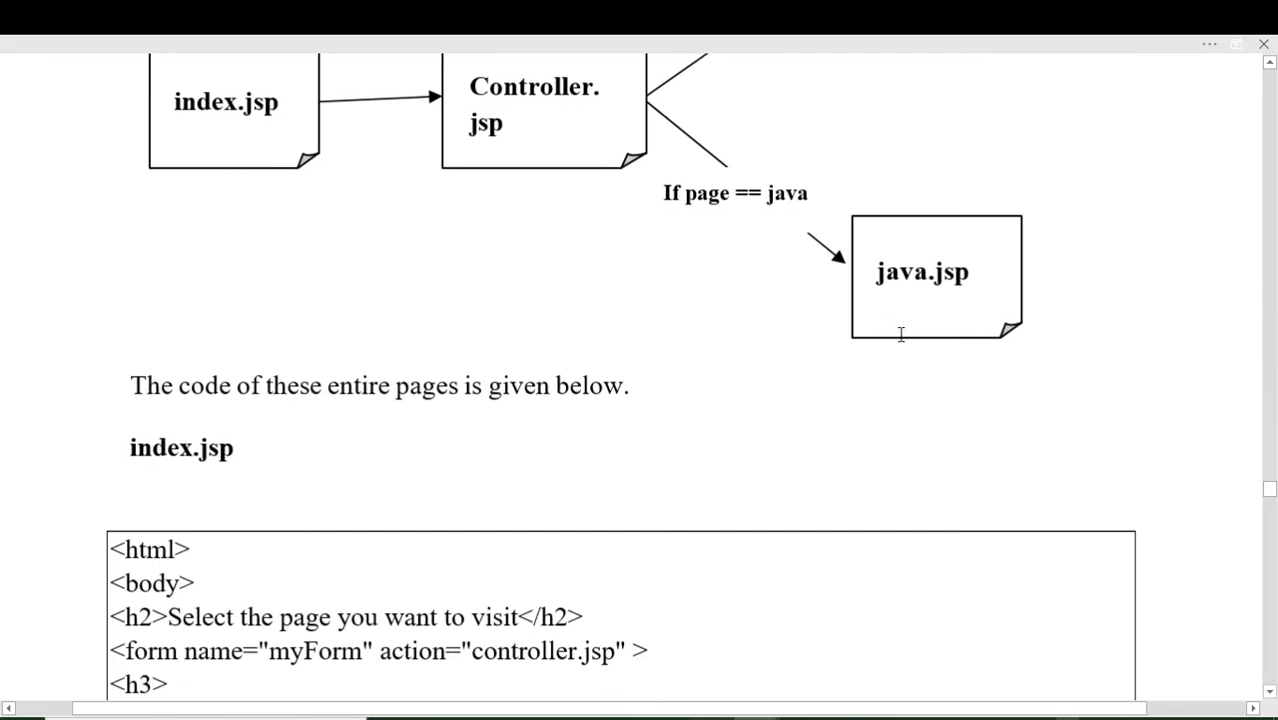 index.jsp
Controller.
jsp
If page == java
java.jsp
The code of these entire pages is given below.
index.jsp
<html>
<body>
<h2>Select the page you want to visit</h2>
<form name="myForm" action="controller.jsp" >
<h3>